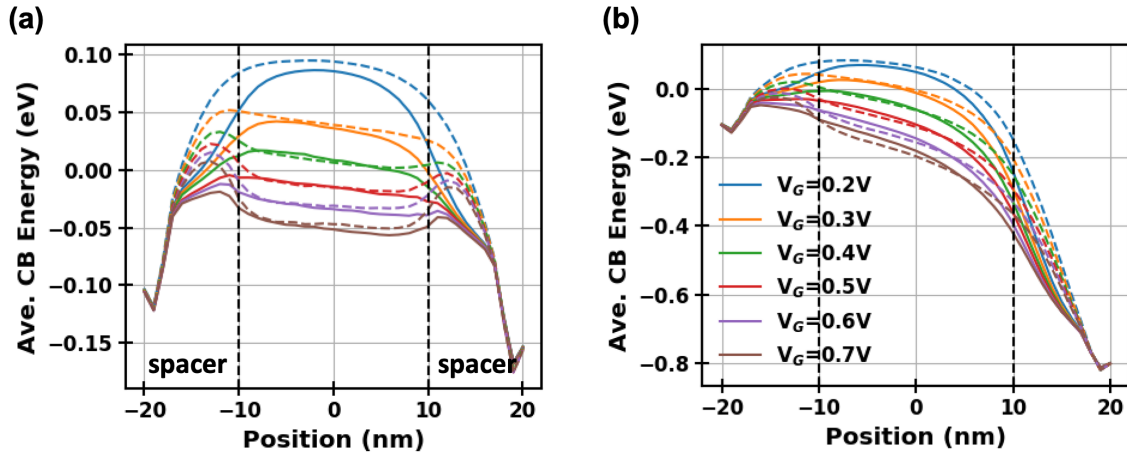 (a)
Ave. CB Energy (eV)
0.10
0.05
0.00
−0.05
−0.10
−0.15
spacer
spacer
−20 −10 0 10 20
Position (nm)
(b)
Ave. CB Energy (eV)
0.0
−0.2
−0.4
−0.6
−0.8
V_G=0.2V
V_G=0.3V
V_G=0.4V
V_G=0.5V
V_G=0.6V
V_G=0.7V
−20 −10 0 10 20
Position (nm)